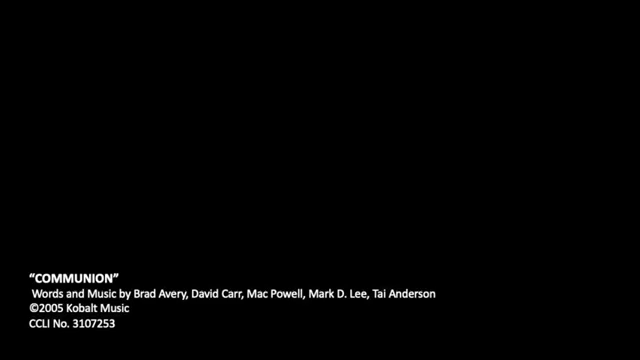 “COMMUNION”
Words and Music by Brad Avery, David Carr, Mac Powell, Mark D. Lee, Tai Anderson
©2005 Kobalt Music
CCLI No. 3107253